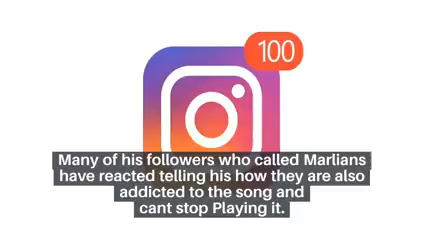 100
Many of his followers who called Marlians
have reacted telling his how they are also
addicted to the song and
cant stop Playing it.